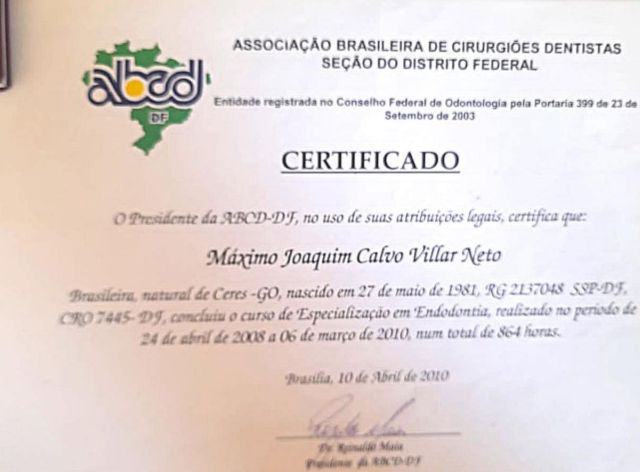 abcd
DF
ASSOCIAÇÃO BRASILEIRA DE CIRURGIÕES DENTISTAS
SEÇÃO DO DISTRITO FEDERAL
Entidade registrada no Conselho Federal de Odontologia pela Portaria 399 de 23 de
Setembro de 2003
CERTIFICADO
O Presidente da ABCD-DF, no uso de suas atribuições legais, certifica que:
Máximo Joaquim Calvo Villar Neto
Brasileira, natural de Ceres -GO, nascido em 27 de maio de 1981, RG 2137048 SSP-DF,
CRO 7445- DF, concluiu o curso de Especialização em Endodontia, realizado no período de
24 de abril de 2008 a 06 de março de 2010, num total de 864 horas.
Brasília, 10 de Abril de 2010
Dr. Reinaldo Maia
Presidente da ABCD-DF